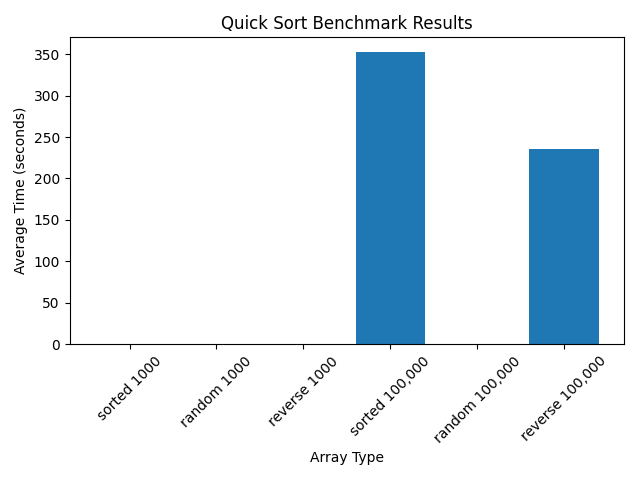 Quick Sort Benchmark Results
Average Time (seconds)
350
300
250
200
150
100
50
0
sorted 1000
random 1000
reverse 1000
sorted 100,000
random 100,000
reverse 100,000
Array Type